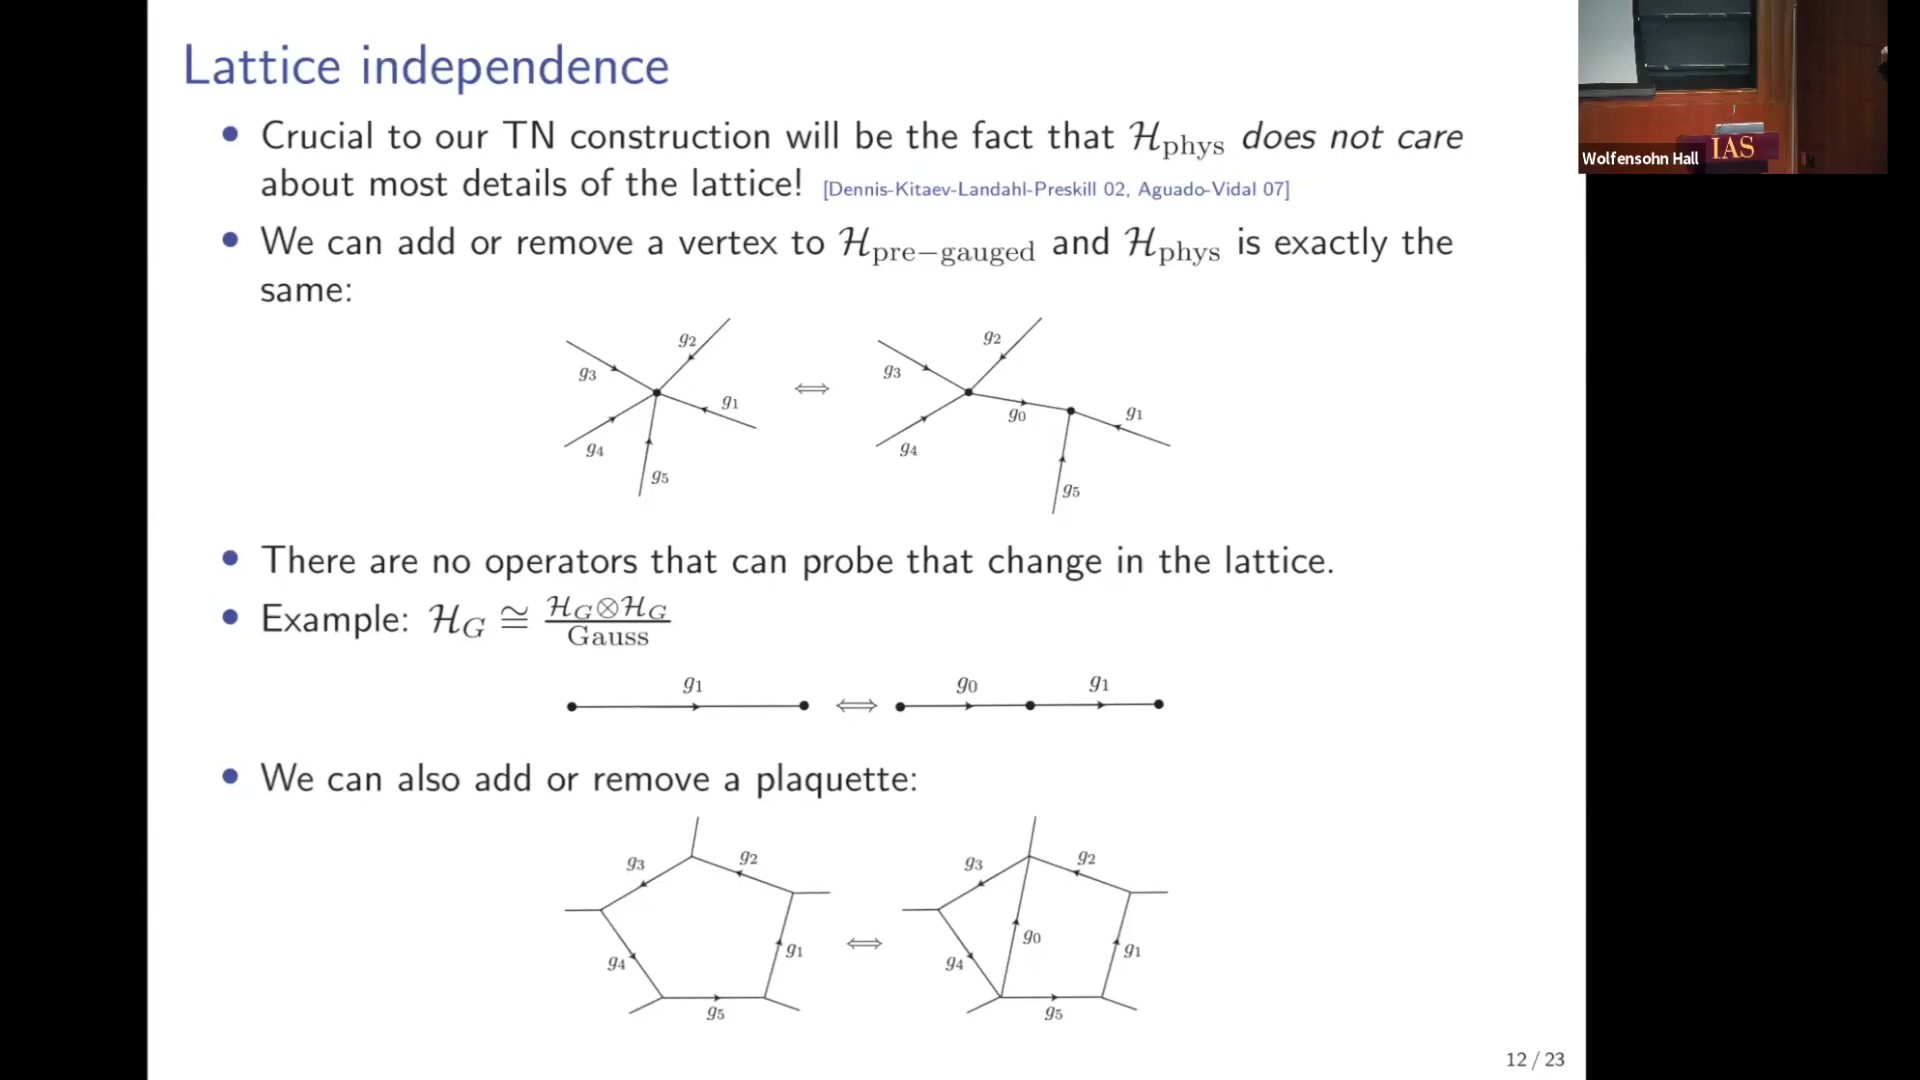 Lattice independence
• Crucial to our TN construction will be the fact that ℋ_phys does not care
about most details of the lattice! [Dennis-Kitaev-Landahl-Preskill 02, Aguado-Vidal 07]
• We can add or remove a vertex to ℋ_pre−gauged and ℋ_phys is exactly the
same:
g2 g3 g1 g4 g5 ⟺ g2 g3 g0 g1 g4 g5
• There are no operators that can probe that change in the lattice.
• Example: ℋ_G ≅ ℋ_G⊗ℋ_G / Gauss
g1 ⟺ g0 g1
• We can also add or remove a plaquette:
g3 g2 g4 g1 g5 ⟺ g3 g2 g0 g4 g1 g5
12 / 23
Wolfensohn Hall
IAS